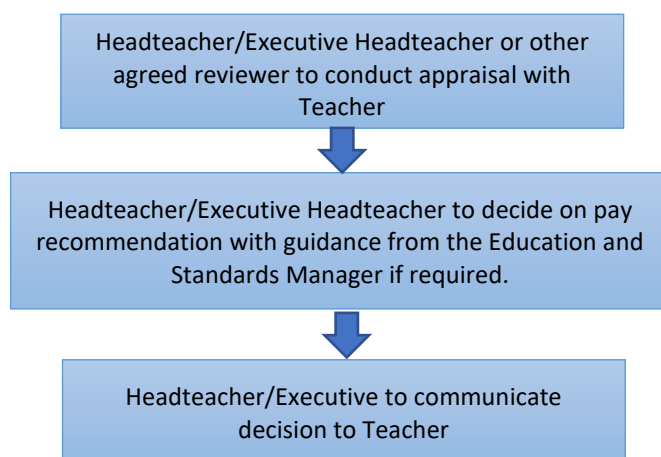 Headteacher/Executive Headteacher or other
agreed reviewer to conduct appraisal with
Teacher
Headteacher/Executive Headteacher to decide on pay
recommendation with guidance from the Education and
Standards Manager if required.
Headteacher/Executive to communicate
decision to Teacher